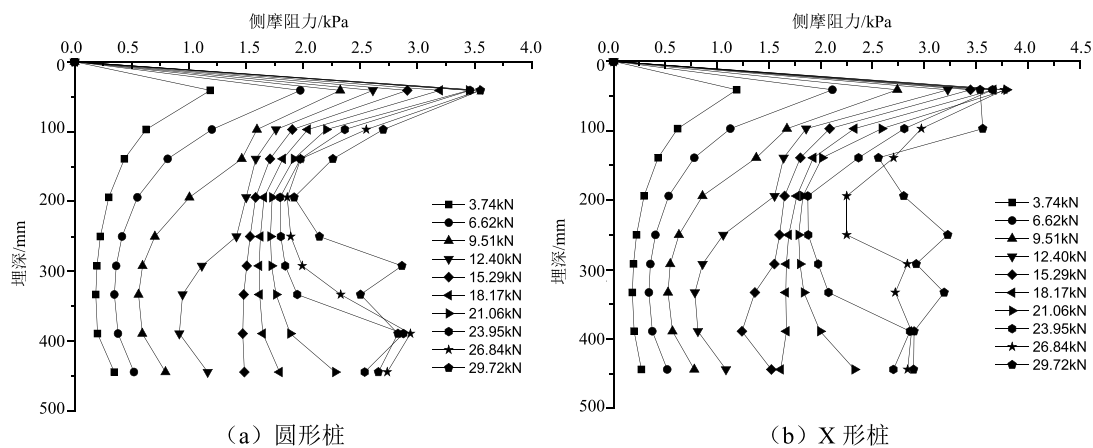 侧摩阻力/kPa
0.0 0.5 1.0 1.5 2.0 2.5 3.0 3.5 4.0
0
100
200
300
400
500
埋深/mm
3.74kN
6.62kN
9.51kN
12.40kN
15.29kN
18.17kN
21.06kN
23.95kN
26.84kN
29.72kN
(a) 圆形桩
侧摩阻力/kPa
0.0 0.5 1.0 1.5 2.0 2.5 3.0 3.5 4.0 4.5
0
100
200
300
400
500
埋深/mm
3.74kN
6.62kN
9.51kN
12.40kN
15.29kN
18.17kN
21.06kN
23.95kN
26.84kN
29.72kN
(b) X 形桩